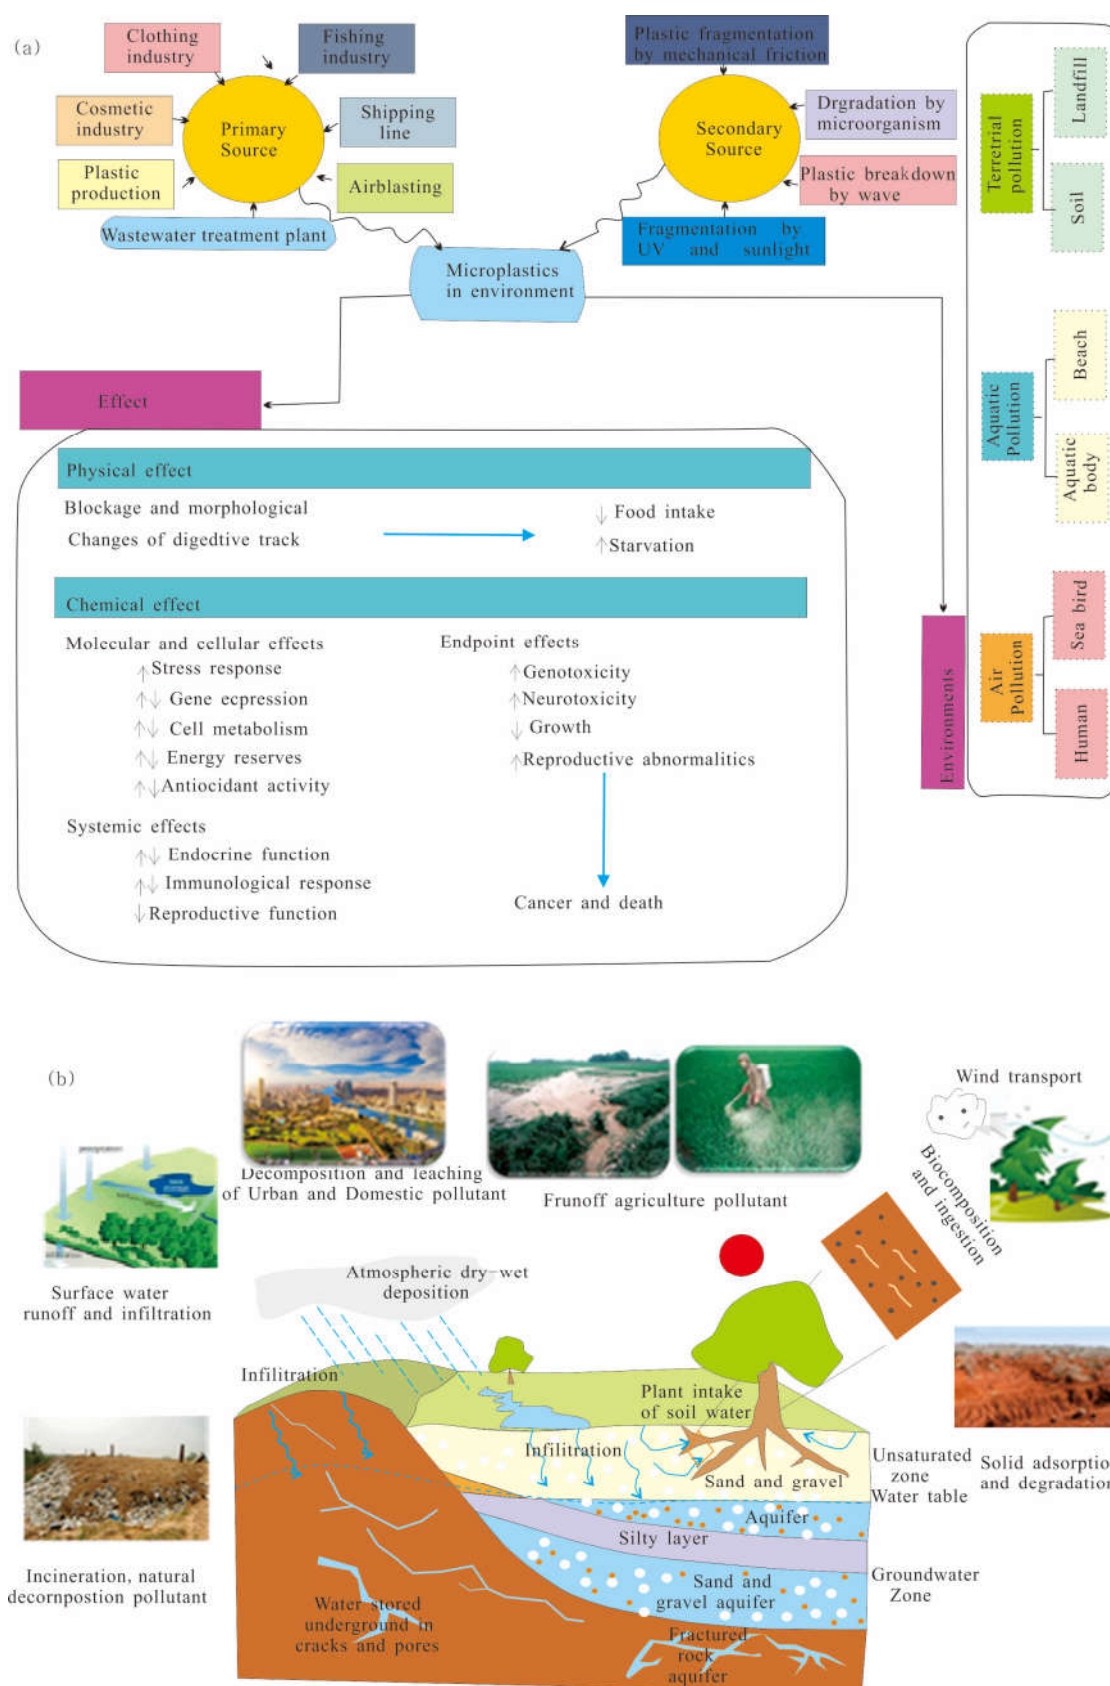 (a)
Clothing
industry
Fishing
industry
Cosmetic
industry
Primary
Source
Shipping
line
Plastic
production
Airblasting
Wastewater treatment plant
Plastic fragmentation
by mechanical friction
Drgradation by
microorganism
Secondary
Source
Plastic breakdown
by wave
Fragmentation by
UV and sunlight
Microplastics
in environment
Effect
Physical effect
Blockage and morphological
Changes of digedtive track
↓ Food intake
↑ Starvation
Chemical effect
Molecular and cellular effects
↑ Stress response
↑↓ Gene ecpression
↑↓ Cell metabolism
↑↓ Energy reserves
↑↓ Antiocidant activity
Systemic effects
↑↓ Endocrine function
↑↓ Immunological response
↓ Reproductive function
Endpoint effects
↑ Genotoxicity
↑ Neurotoxicity
↓ Growth
↑ Reproductive abnormalitics
Cancer and death
Environments
Terretrial
pollution
Landfill
Soil
Aquatic
Pollution
Beach
Aquatic
body
Air
Pollution
Sea bird
Human
(b)
precipitation
Surface water
runoff and infiltration
Decomposition and leaching
of Urban and Domestic pollutant
Frunoff agriculture pollutant
Wind transport
Biocomposition
and ingestion
Atmospheric dry-wet
deposition
Infilitration
Plant intake
of soil water
Infilitration
Sand and gravel
Unsaturated
zone
Water table
Solid adsorption
and degradation
Aquifer
Silty layer
Sand and
gravel aquifer
Groundwater
Zone
Incineration, natural
decornpostion pollutant
Water stored
underground in
cracks and pores
Fractured
rock
aquifer